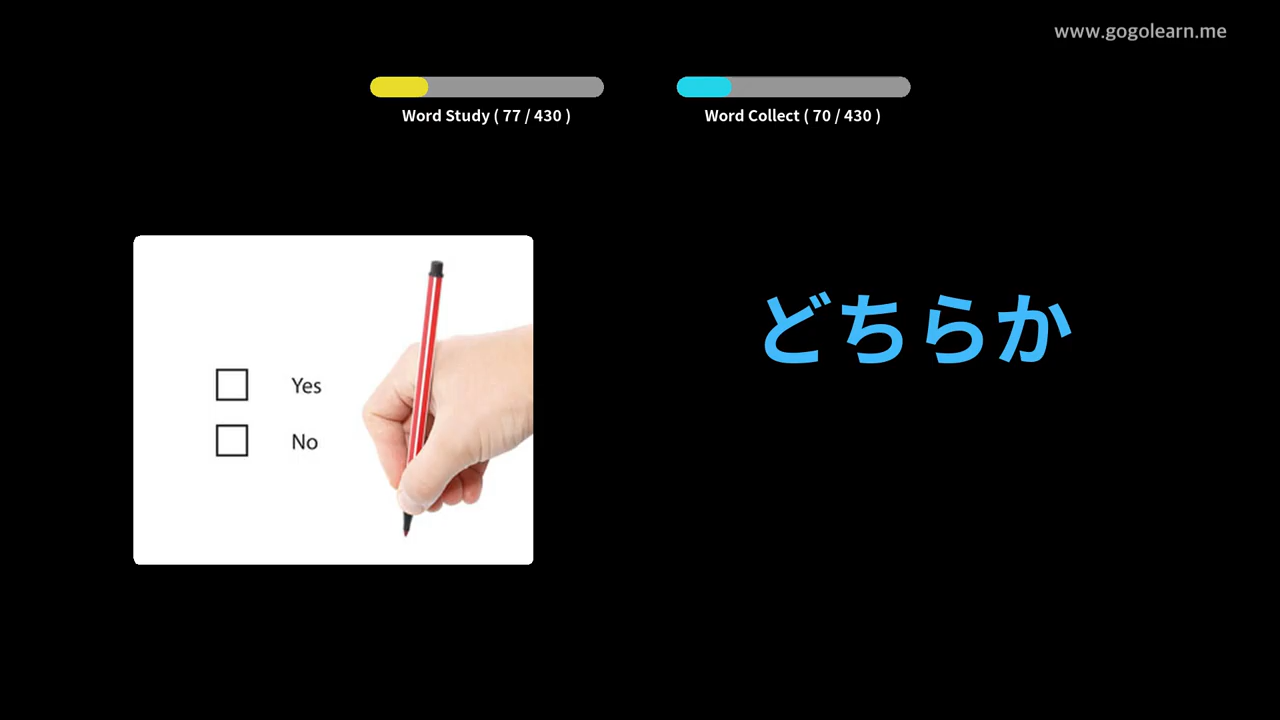 www.gogolearn.me
Word Study ( 77 / 430 )
Word Collect ( 70 / 430 )
Yes
No
どちらか